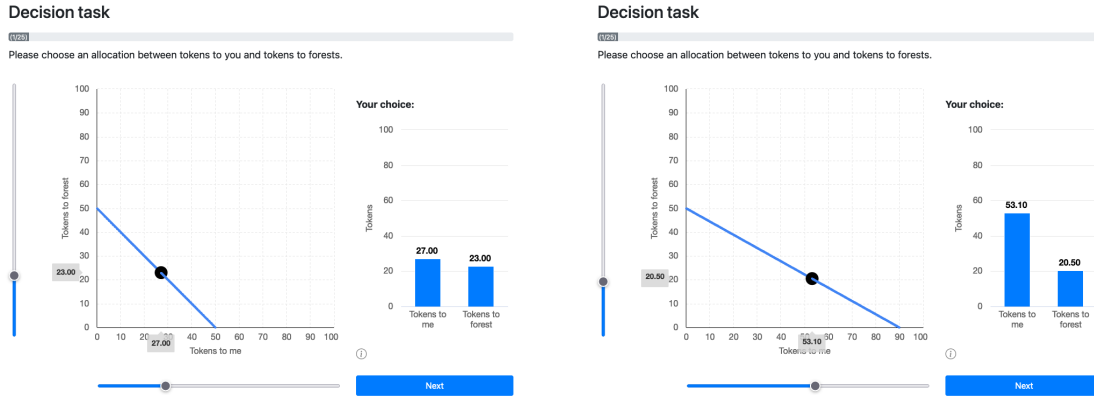 Decision task
(1/25)
Please choose an allocation between tokens to you and tokens to forests.
100
90
80
70
60
50
40
30
20
10
0
Tokens to forest
23.00
0 10 20 30 40 50 60 70 80 90 100
27.00
Tokens to me
Your choice:
100
80
60
40
20
0
Tokens
27.00
23.00
Tokens to me
Tokens to forest
Next
Decision task
(1/25)
Please choose an allocation between tokens to you and tokens to forests.
100
90
80
70
60
50
40
30
20
10
0
Tokens to forest
20.50
0 10 20 30 40 50 60 70 80 90 100
53.10
Tokens to me
Your choice:
100
80
60
40
20
0
Tokens
53.10
20.50
Tokens to me
Tokens to forest
Next